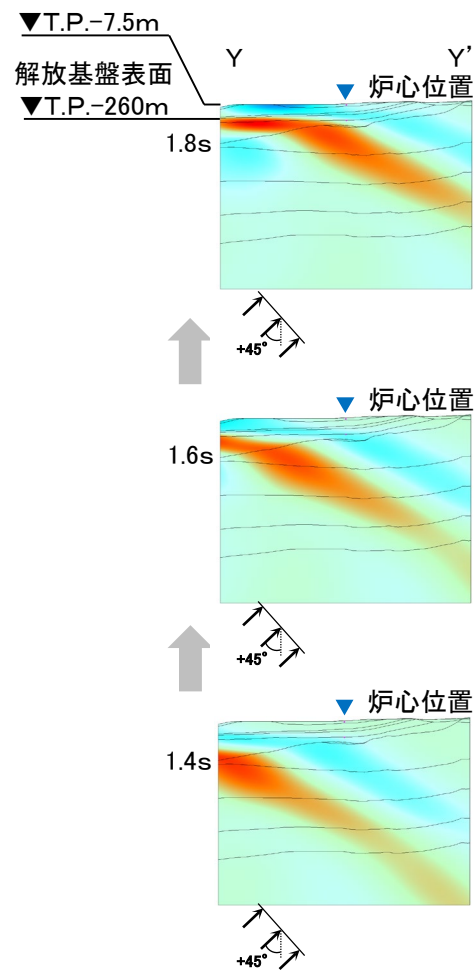 ▼T.P.-7.5m
Y Y'
解放基盤表面
▼T.P.-260m
▼ 炉心位置
1.8s
+45°
▼ 炉心位置
1.6s
+45°
▼ 炉心位置
1.4s
+45°